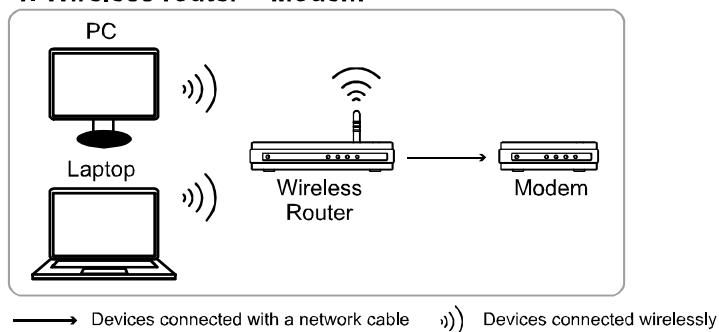 PC
Laptop
Wireless
Router
Modem
Devices connected with a network cable
Devices connected wirelessly